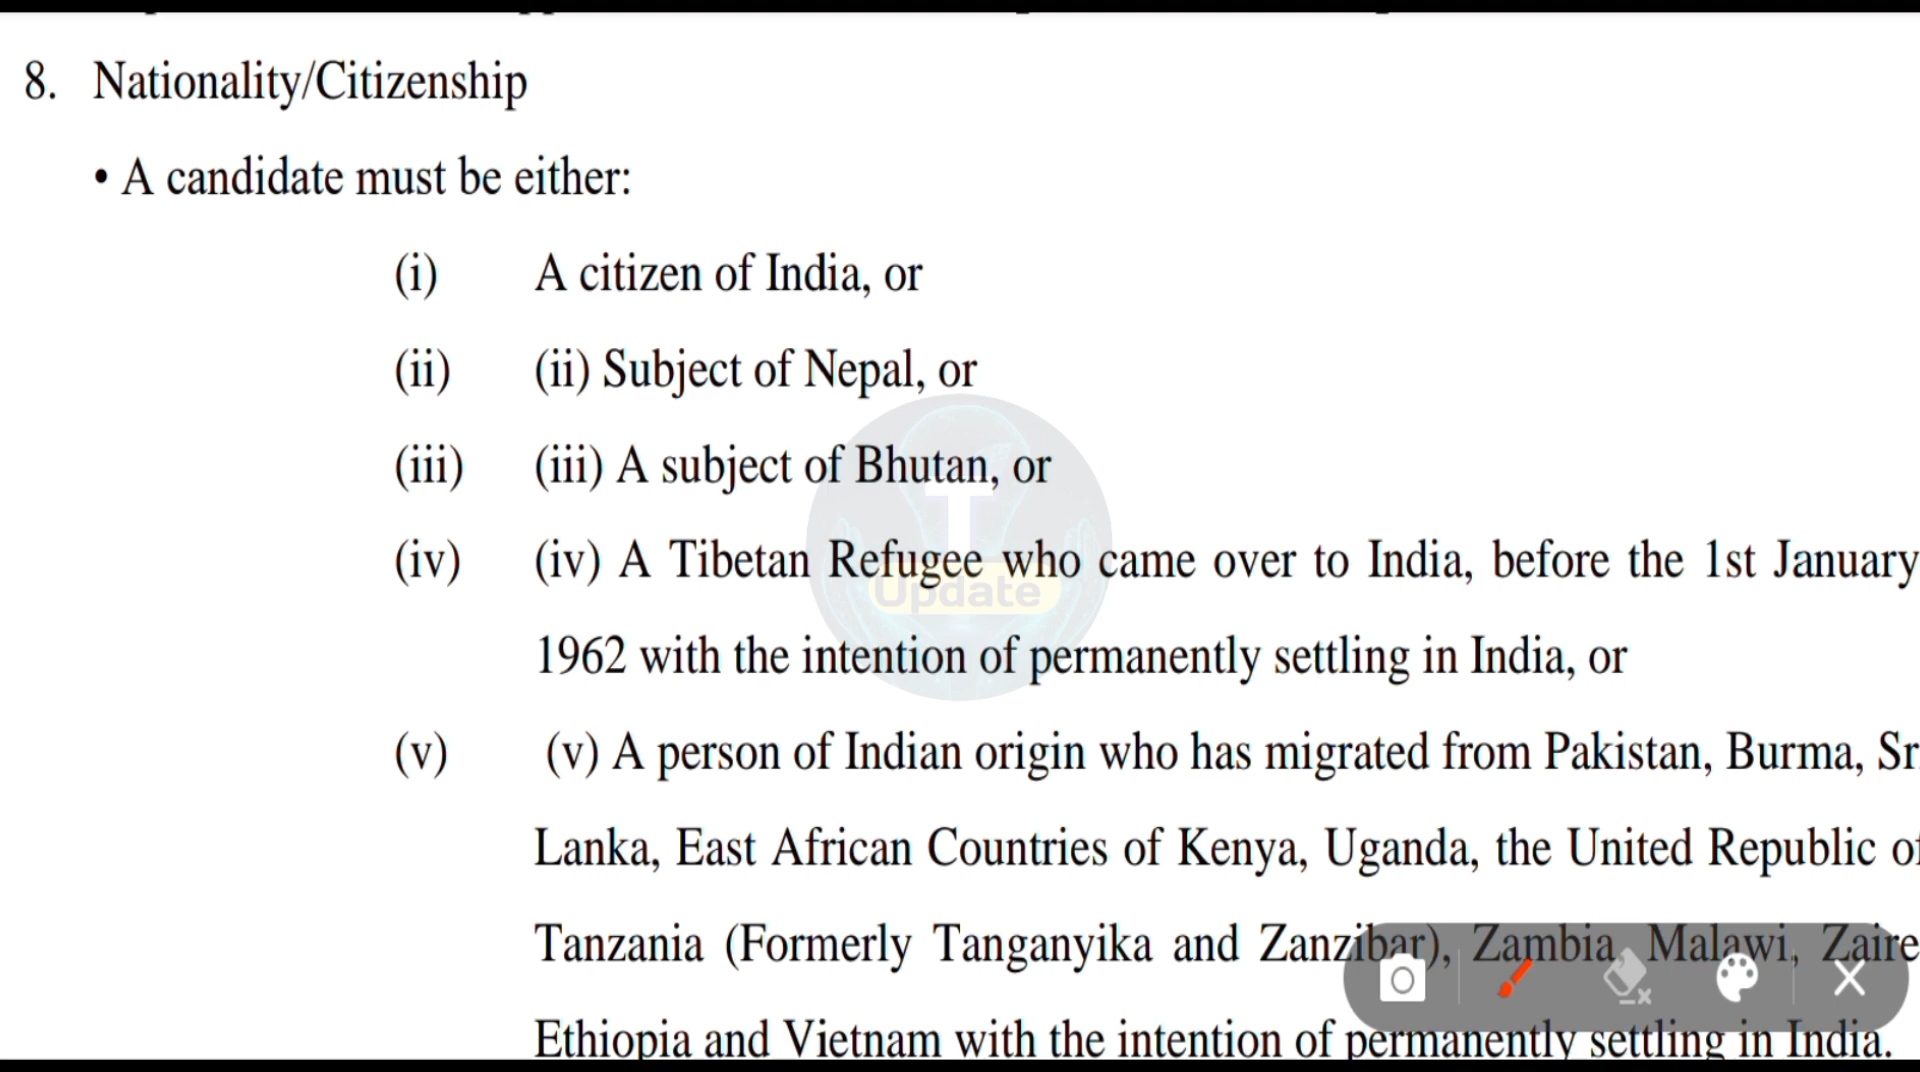 8. Nationality/Citizenship
• A candidate must be either:
(i) A citizen of India, or
(ii) (ii) Subject of Nepal, or
(iii) (iii) A subject of Bhutan, or
(iv) (iv) A Tibetan Refugee who came over to India, before the 1st January
1962 with the intention of permanently settling in India, or
(v) (v) A person of Indian origin who has migrated from Pakistan, Burma, Sri
Lanka, East African Countries of Kenya, Uganda, the United Republic of
Tanzania (Formerly Tanganyika and Zanzibar), Zambia, Malawi, Zaire
Ethiopia and Vietnam with the intention of permanently settling in India.
T
Update